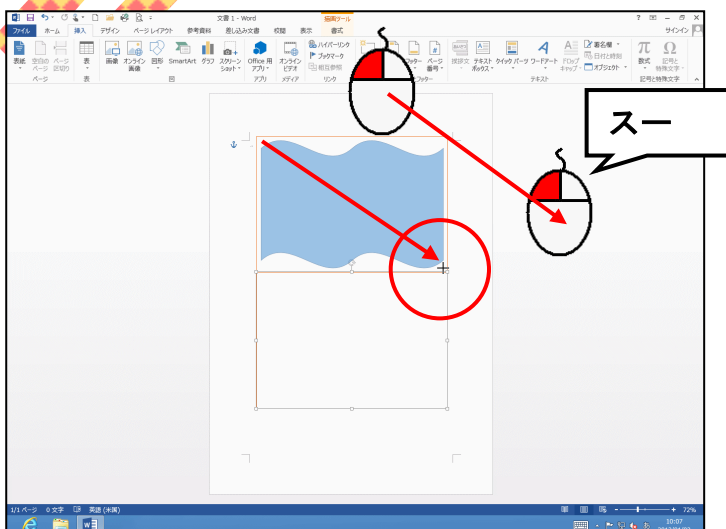 文書 1 - Word
描画ツール
ファイル ホーム 挿入 デザイン ページ レイアウト 参考資料 差し込み文書 校閲 表示 書式 サインイン
表紙 空白の ページ 区切り ページ
表 表
画像 オンライン 画像 図形 SmartArt グラフ スクリーン ショット 図
Office 用 アプリ アプリ
オンライン ビデオ メディア
ハイパーリンク
ブックマーク
相互参照
リンク
フッター ページ 番号
挨拶文 テキスト ボックス クイック パーツ ワードアート ドロップ キャップ
署名欄
日付と時刻
オブジェクト
テキスト
数式 記号と 特殊文字
記号と特殊文字
スー
1/1 ページ 0 文字 英語 (米国) 72%
10:07